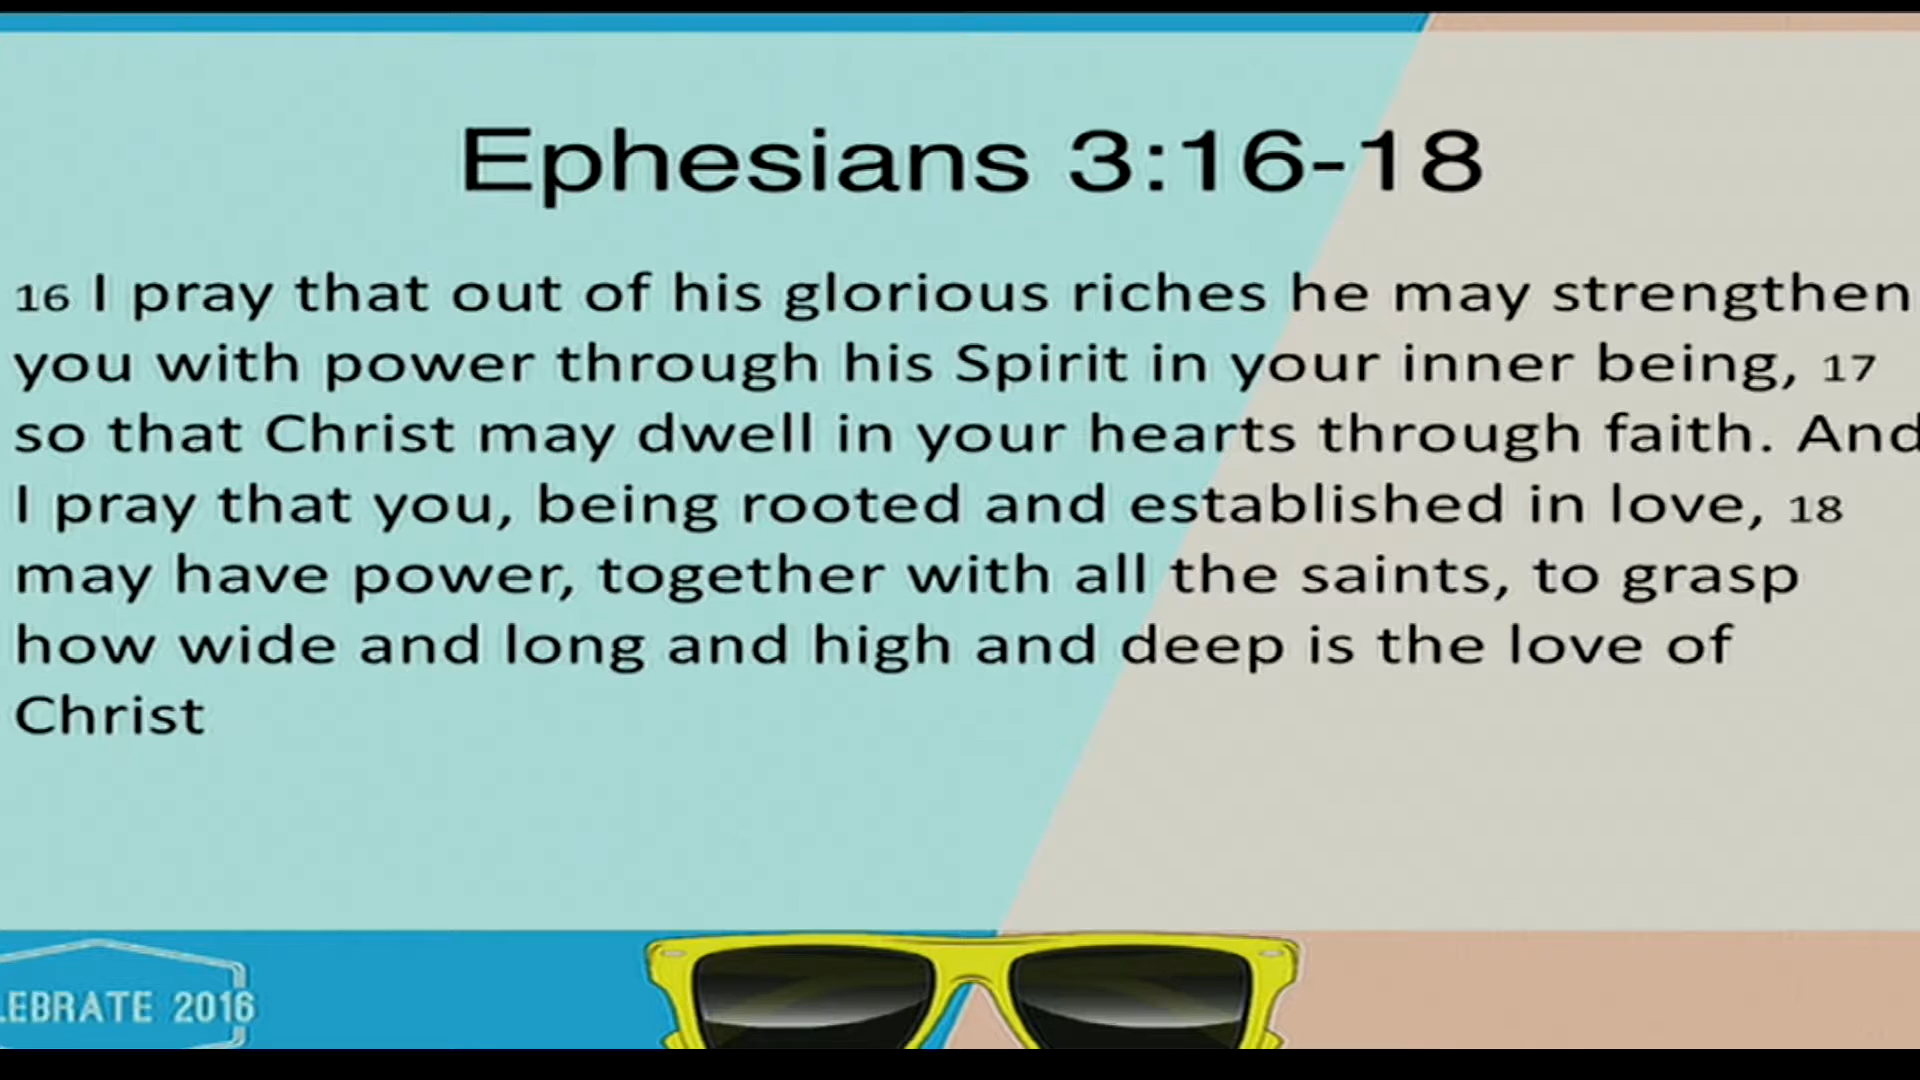 Ephesians 3:16-18
16 I pray that out of his glorious riches he may strengthen
you with power through his Spirit in your inner being, 17
so that Christ may dwell in your hearts through faith. And
I pray that you, being rooted and established in love, 18
may have power, together with all the saints, to grasp
how wide and long and high and deep is the love of
Christ
LEBRATE 2016